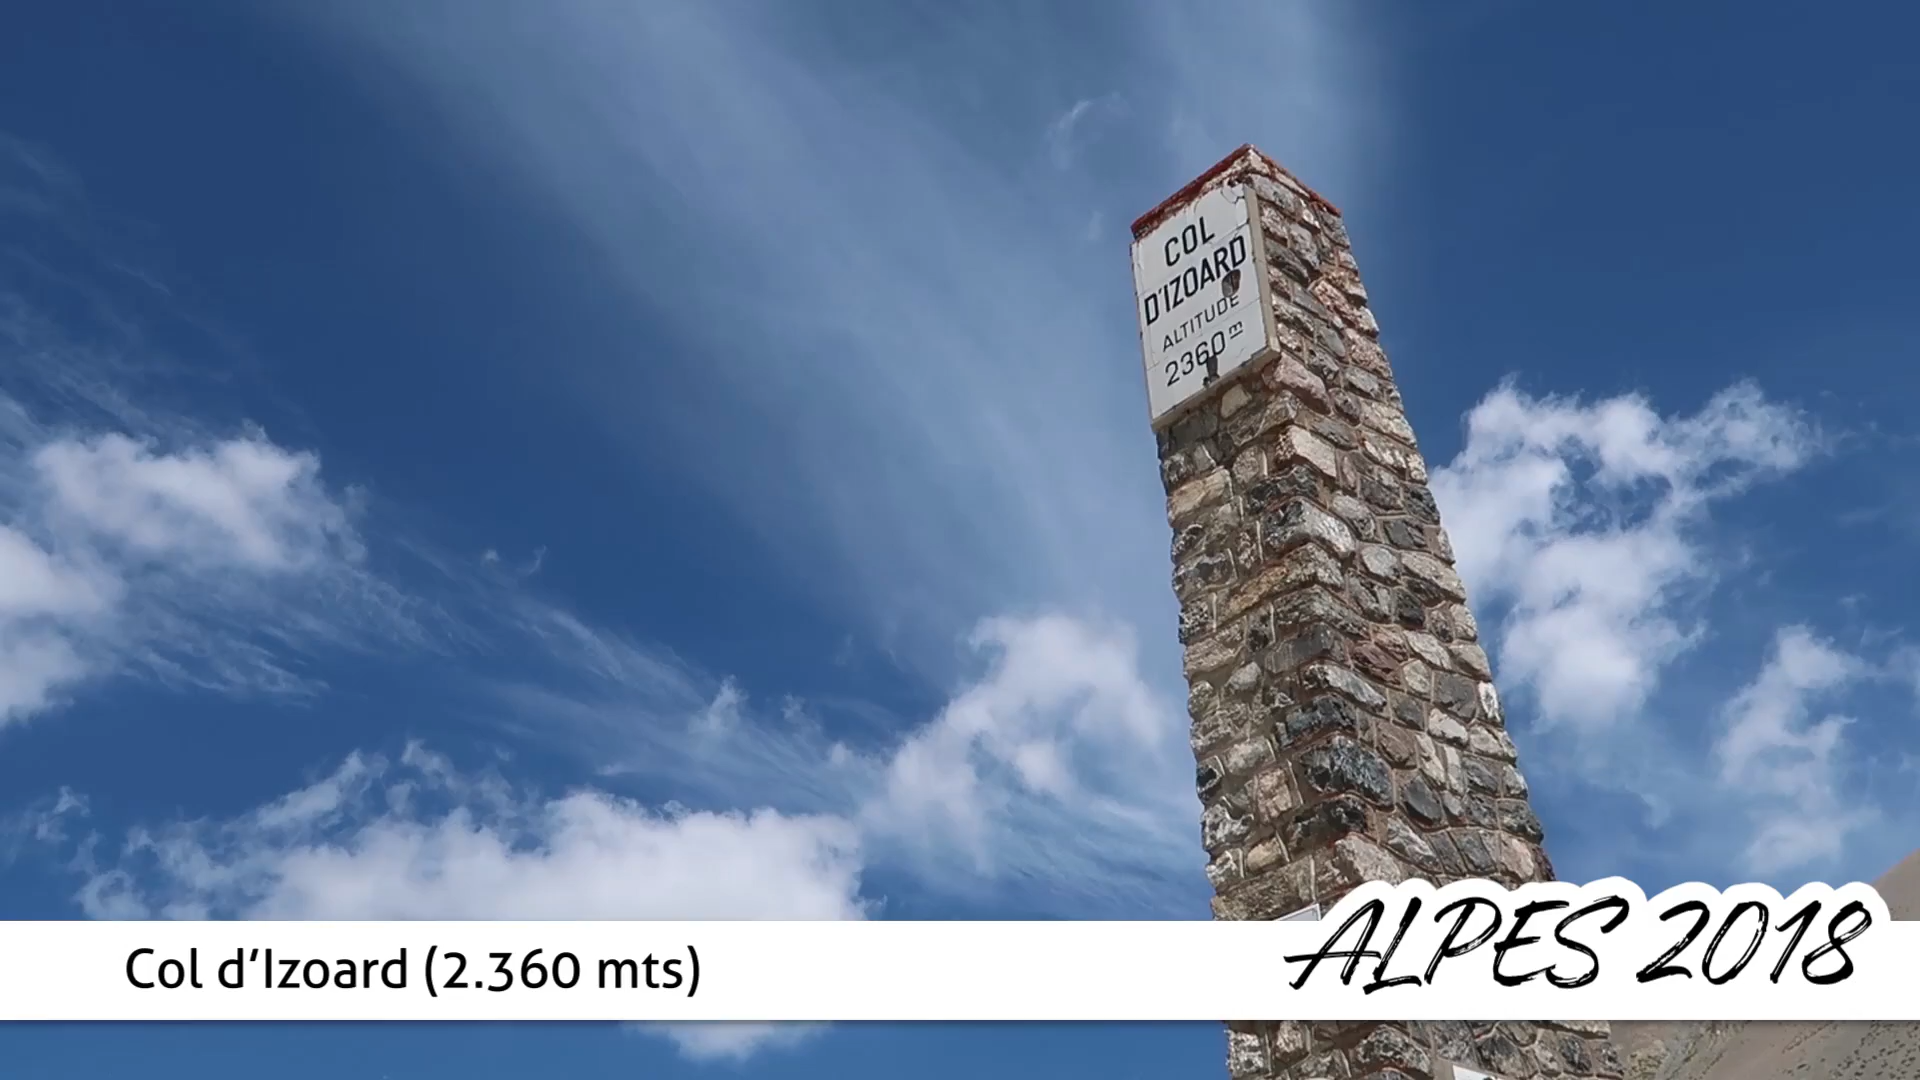 COL
D'IZOARD
ALTITUDE
2360 m
Col d'Izoard (2.360 mts)
ALPES 2018